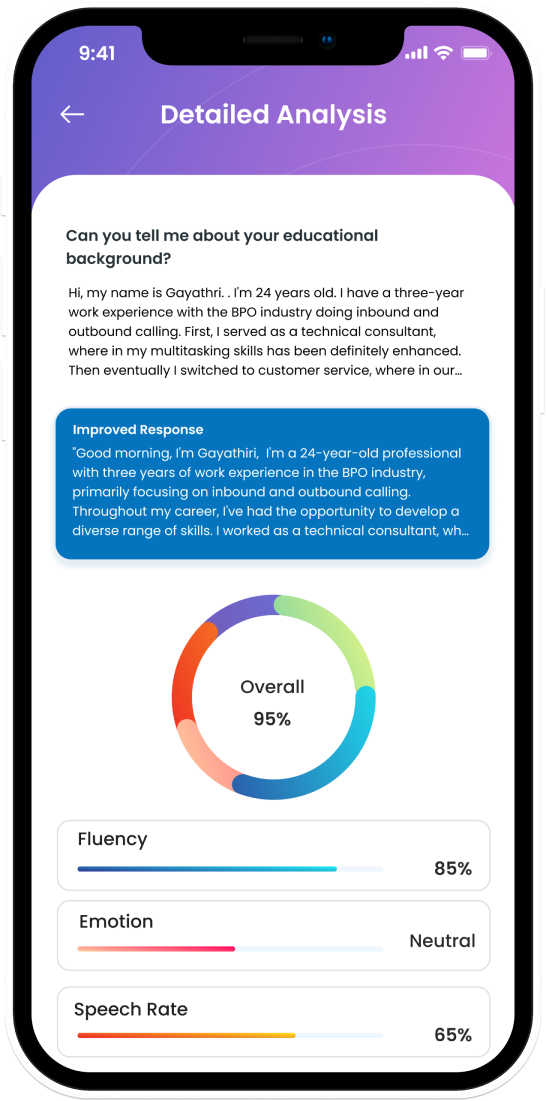 9:41
Detailed Analysis
Can you tell me about your educational
background?
Hi, my name is Gayathri. . I'm 24 years old. I have a three-year
work experience with the BPO industry doing inbound and
outbound calling. First, I served as a technical consultant,
where in my multitasking skills has been definitely enhanced.
Then eventually I switched to customer service, where in our...
Improved Response
"Good morning, I'm Gayathiri,  I'm a 24-year-old professional
with three years of work experience in the BPO industry,
primarily focusing on inbound and outbound calling.
Throughout my career, I've had the opportunity to develop a
diverse range of skills. I worked as a technical consultant, wh...
Overall
95%
Fluency
85%
Emotion
Neutral
Speech Rate
65%